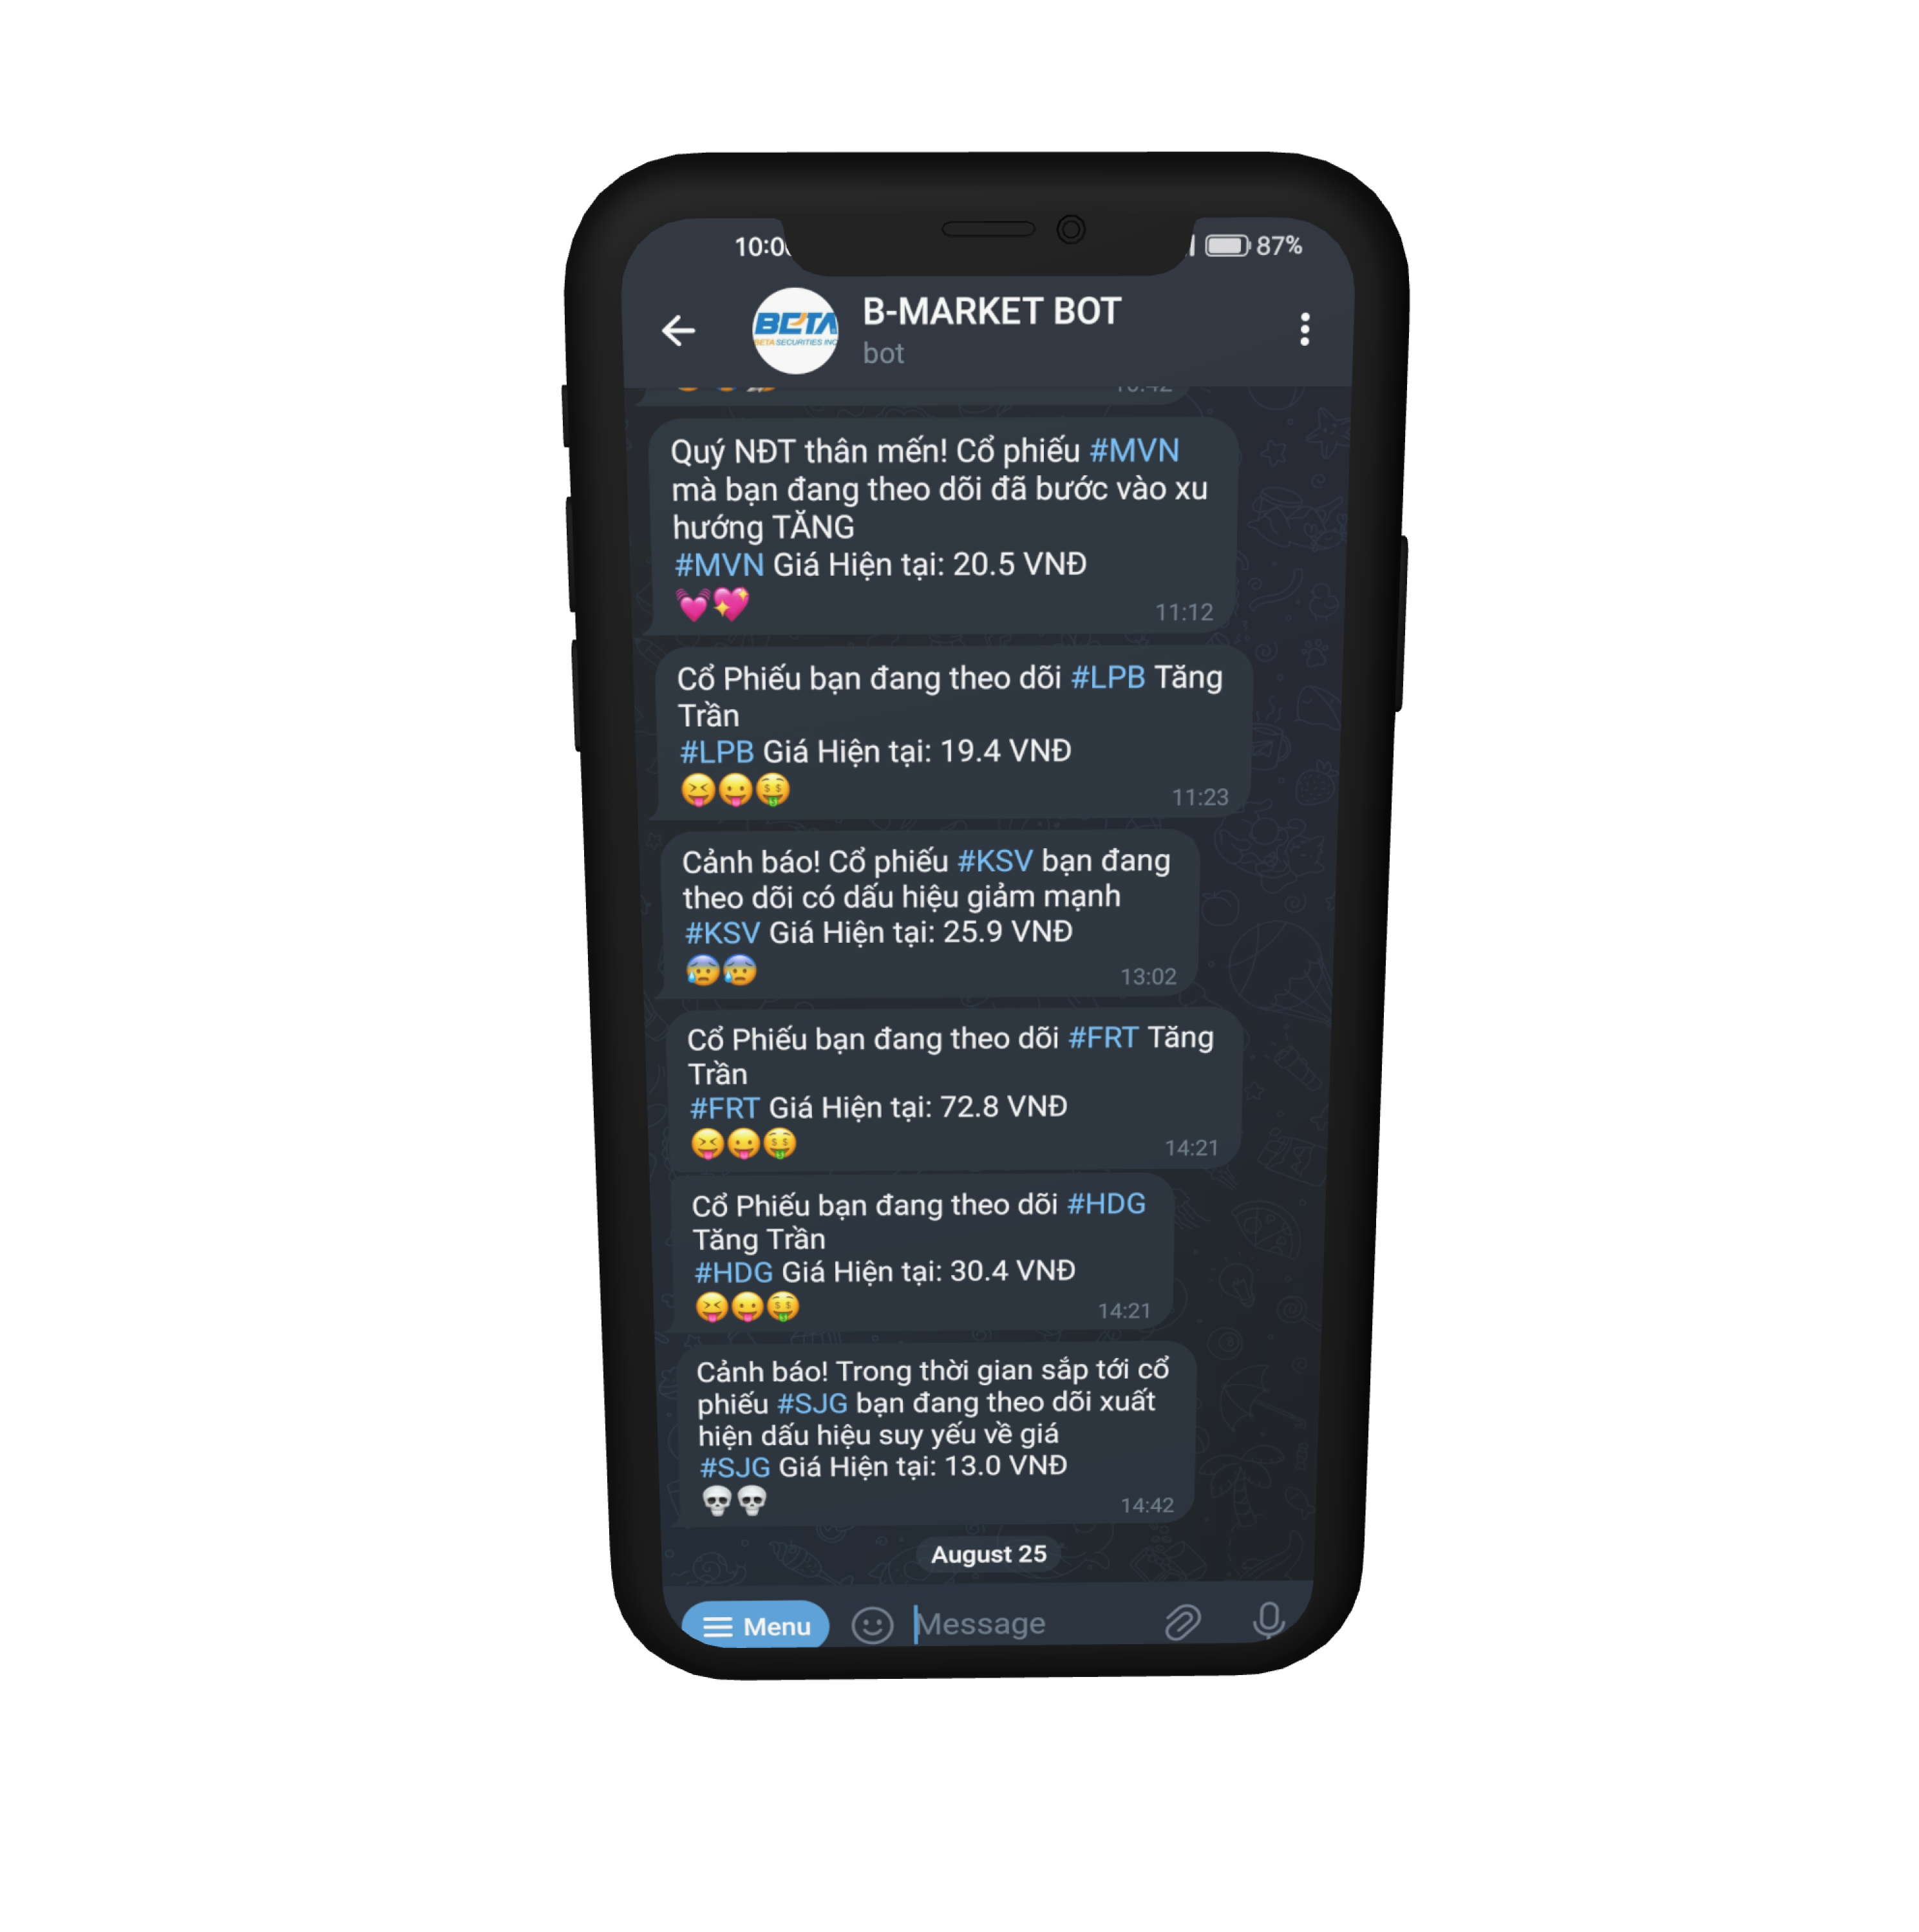 87%
BETA
BETA SECURITIES INC
B-MARKET BOT
bot
Quý NĐT thân mến! Cổ phiếu #MVN
mà bạn đang theo dõi đã bước vào xu
hướng TĂNG
#MVN Giá Hiện tại: 20.5 VNĐ
💓💖
11:12
Cổ Phiếu bạn đang theo dõi #LPB Tăng
Trần
#LPB Giá Hiện tại: 19.4 VNĐ
😝😛🤑
11:23
Cảnh báo! Cổ phiếu #KSV bạn đang
theo dõi có dấu hiệu giảm mạnh
#KSV Giá Hiện tại: 25.9 VNĐ
😰😰
13:02
Cổ Phiếu bạn đang theo dõi #FRT Tăng
Trần
#FRT Giá Hiện tại: 72.8 VNĐ
😝😛🤑
14:21
Cổ Phiếu bạn đang theo dõi #HDG
Tăng Trần
#HDG Giá Hiện tại: 30.4 VNĐ
😝😛🤑
14:21
Cảnh báo! Trong thời gian sắp tới cổ
phiếu #SJG bạn đang theo dõi xuất
hiện dấu hiệu suy yếu về giá
#SJG Giá Hiện tại: 13.0 VNĐ
💀💀
14:42
August 25
Menu
Message